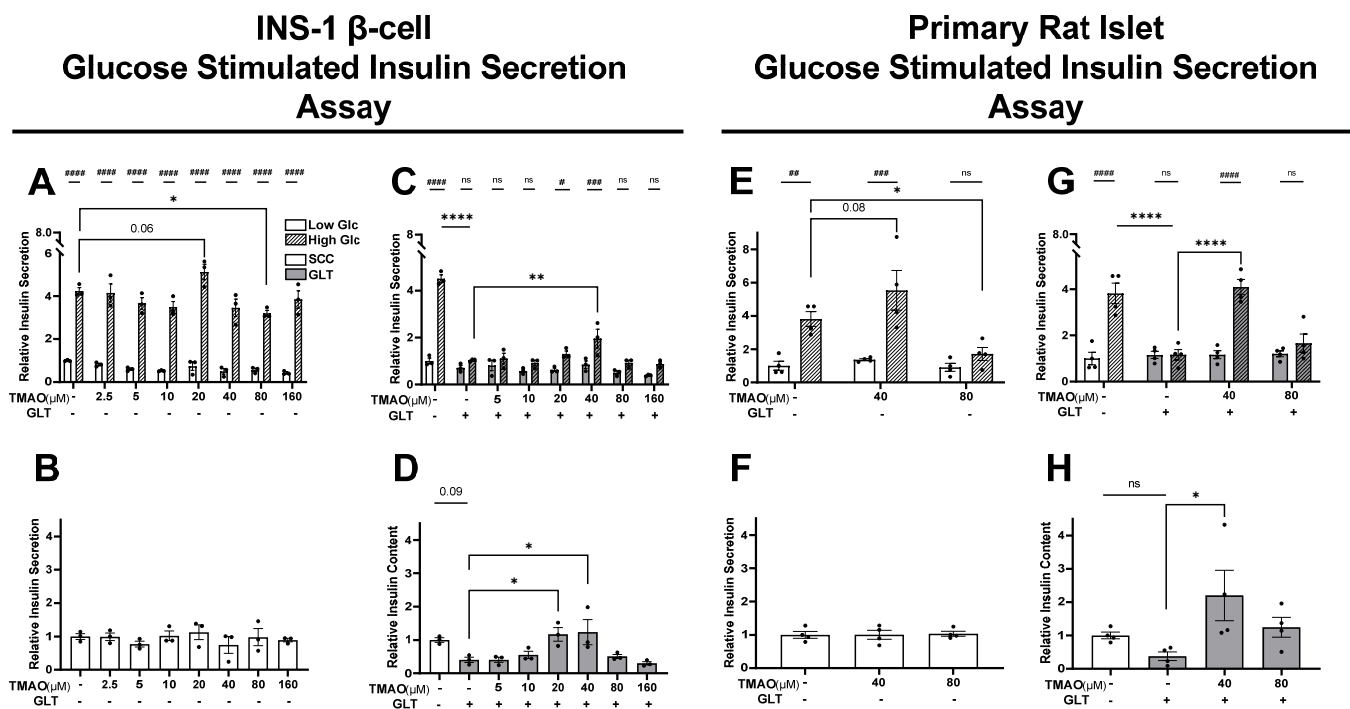 INS-1 β-cell
Glucose Stimulated Insulin Secretion
Assay
Primary Rat Islet
Glucose Stimulated Insulin Secretion
Assay
A
#### #### #### #### #### #### #### ####
*
0.06
Low Glc
High Glc
SCC
GLT
Relative Insulin Secretion
8.0
6
4
2
0
TMAO(µM) - 2.5 5 10 20 40 80 160
GLT - - - - - - - -
C
#### ns ns ns # ### ns ns
****
**
Relative Insulin Secretion
8.0
6
4
2
0
TMAO(µM) - - 5 10 20 40 80 160
GLT - + + + + + + +
E
## ### ns
*
0.08
Relative Insulin Secretion
8
6
4
2
0
TMAO(µM) - 40 80
GLT - - -
G
#### ns #### ns
****
****
Relative Insulin Secretion
8.0
4
2
0
TMAO(µM) - - 40 80
GLT - + + +
B
Relative Insulin Secretion
4
3
2
1
0
TMAO(µM) - 2.5 5 10 20 40 80 160
GLT - - - - - - - -
D
0.09
*
*
Relative Insulin Content
4
3
2
1
0
TMAO(µM) - - 5 10 20 40 80 160
GLT - + + + + + + +
F
Relative Insulin Secretion
4
3
2
1
0
TMAO(µM) - 40 80
GLT - - -
H
ns
*
Relative Insulin Content
4
3
2
1
0
TMAO(µM) - - 40 80
GLT - + + +